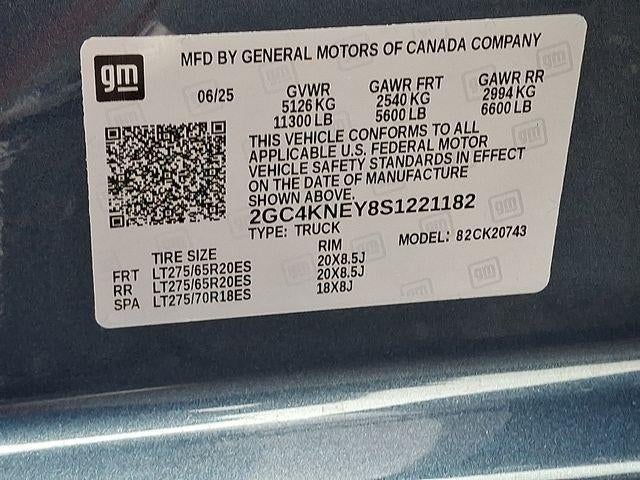 gm
MFD BY GENERAL MOTORS OF CANADA COMPANY
06/25
GVWR
5126 KG
11300 LB
GAWR FRT
2540 KG
5600 LB
GAWR RR
2994 KG
6600 LB
THIS VEHICLE CONFORMS TO ALL
APPLICABLE U.S. FEDERAL MOTOR
VEHICLE SAFETY STANDARDS IN EFFECT
ON THE DATE OF MANUFACTURE
SHOWN ABOVE.
2GC4KNEY8S1221182
TYPE: TRUCK
MODEL: 82CK20743
TIRE SIZE RIM
FRT LT275/65R20ES 20X8.5J
RR LT275/65R20ES 20X8.5J
SPA LT275/70R18ES 18X8J